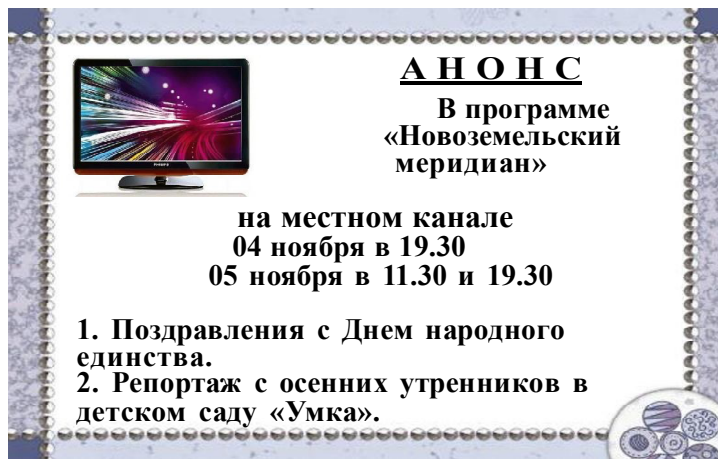 А Н О Н С
В программе
«Новоземельский
меридиан»
на местном канале
04 ноября в 19.30
05 ноября в 11.30 и 19.30
1. Поздравления с Днем народного
единства.
2. Репортаж с осенних утренников в
детском саду «Умка».